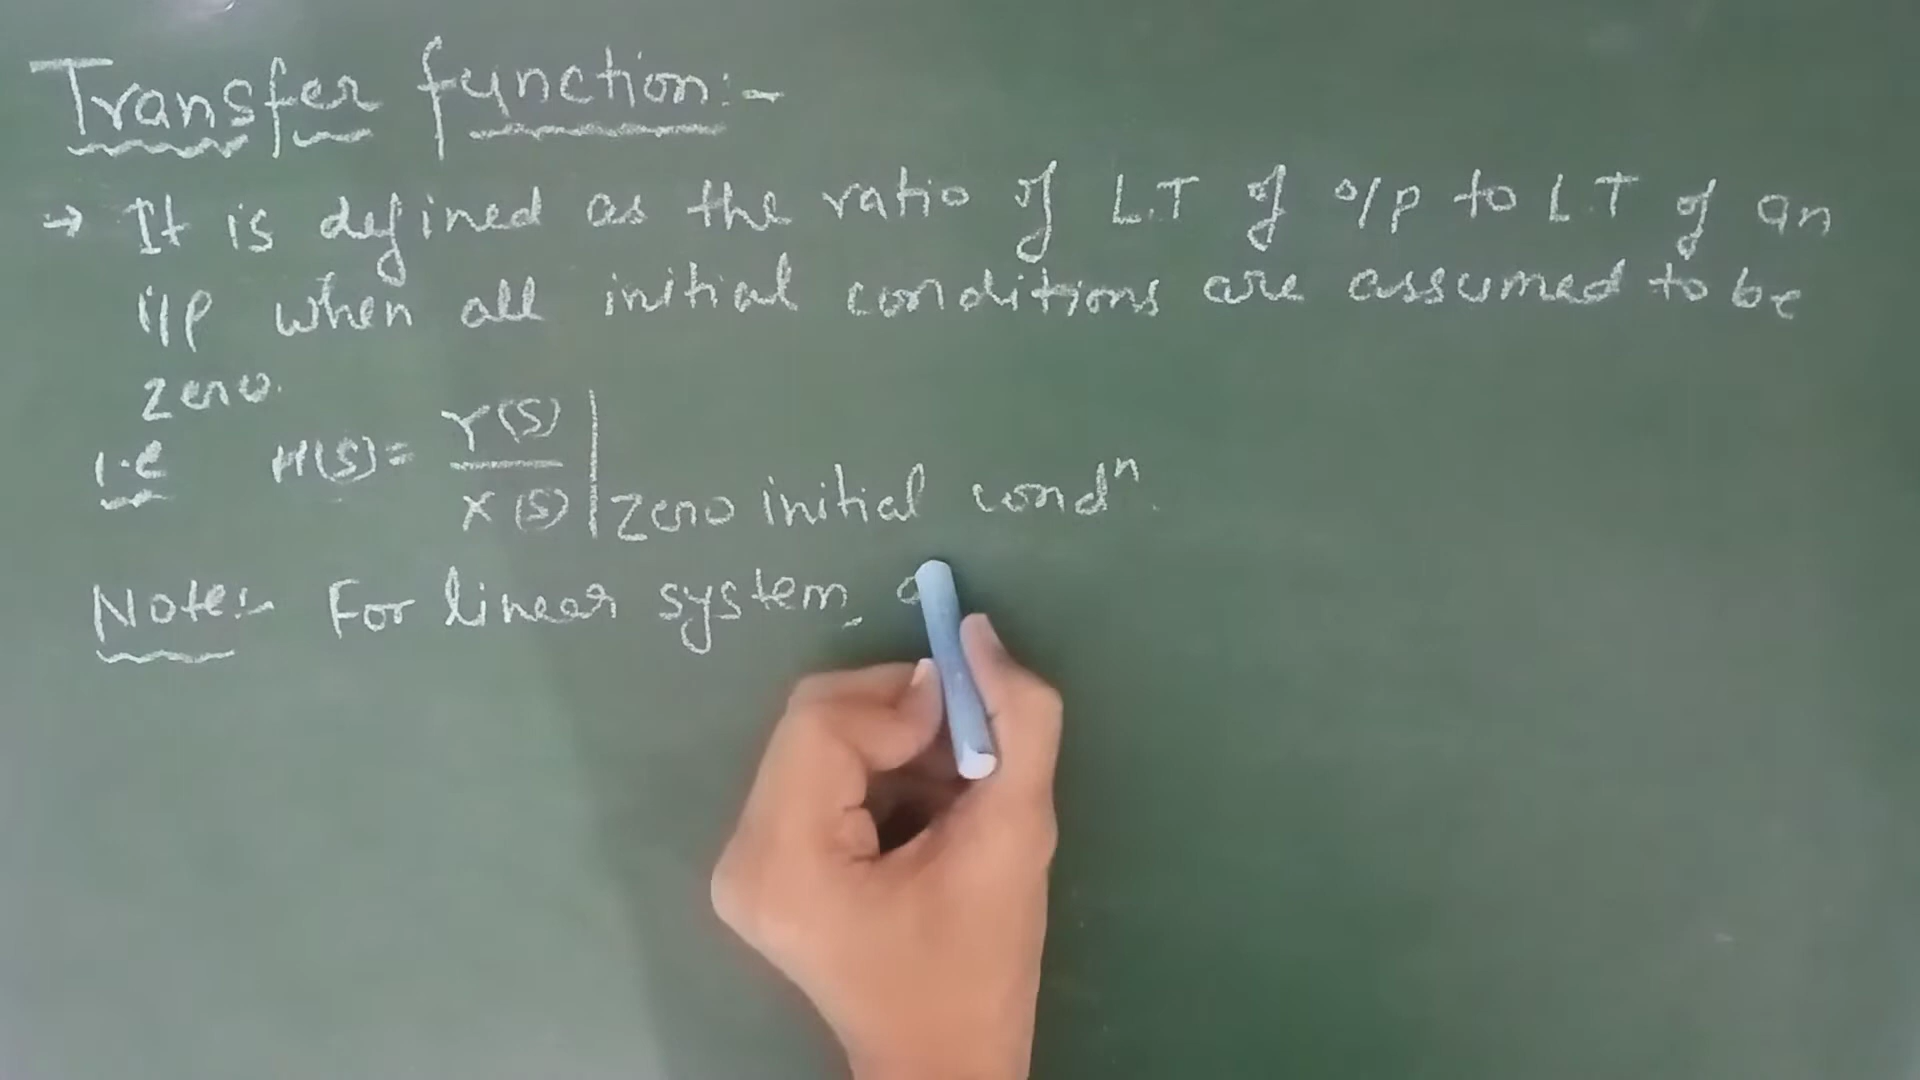 Transfer function:-
→ It is defined as the ratio of L.T of o/p to L.T of an
i/p when all initial conditions are assumed to be
zero.
i.e H(s) = Y(s) / X(s) | zero initial condⁿ.
Note:- For linear system,